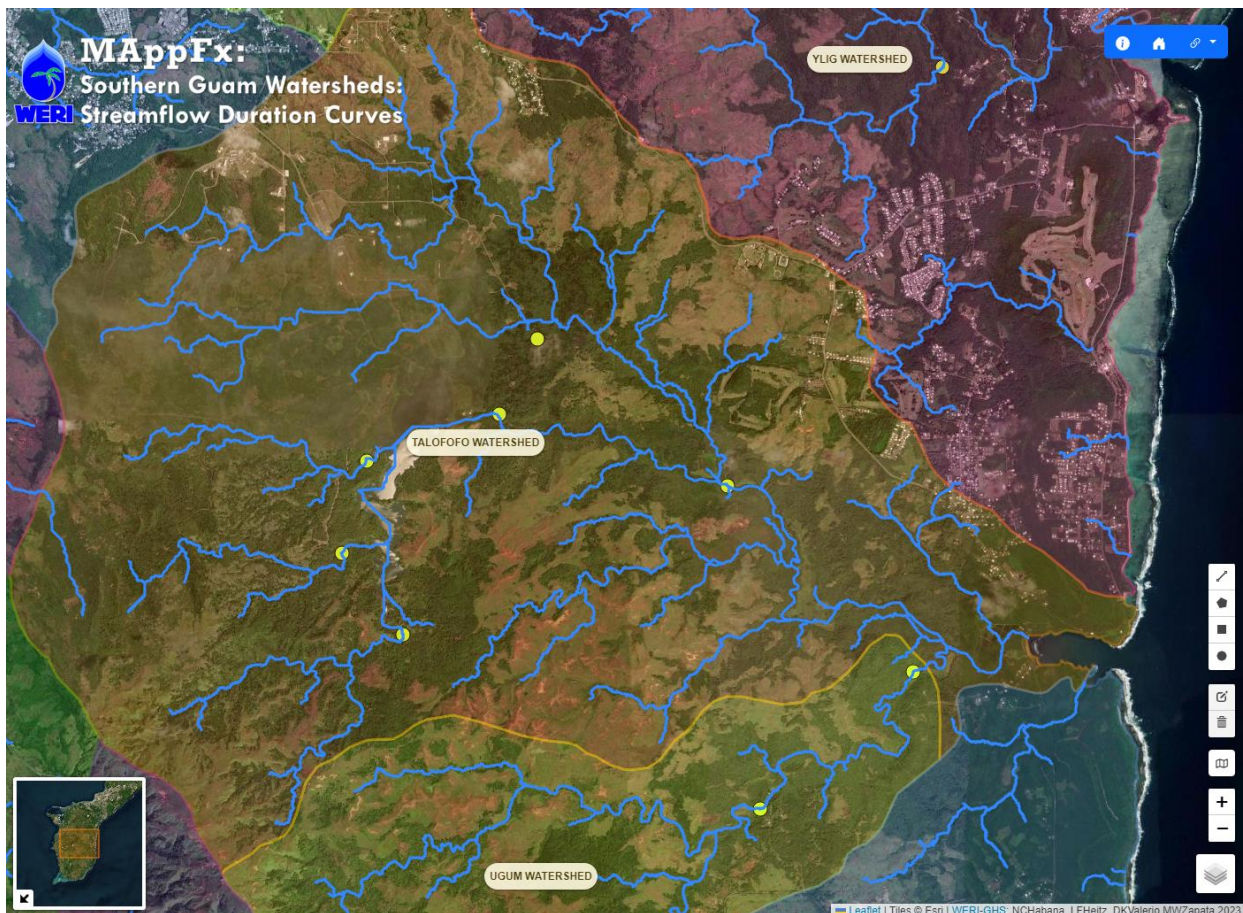 MAppFx:
Southern Guam Watersheds:
WERI Streamflow Duration Curves
YLIG WATERSHED
TALOFOFO WATERSHED
UGUM WATERSHED
+
−
Leaflet | Tiles © Esri | WERI-GHS: NCHabana, LFHeitz, DKValerio MWZapata 2023